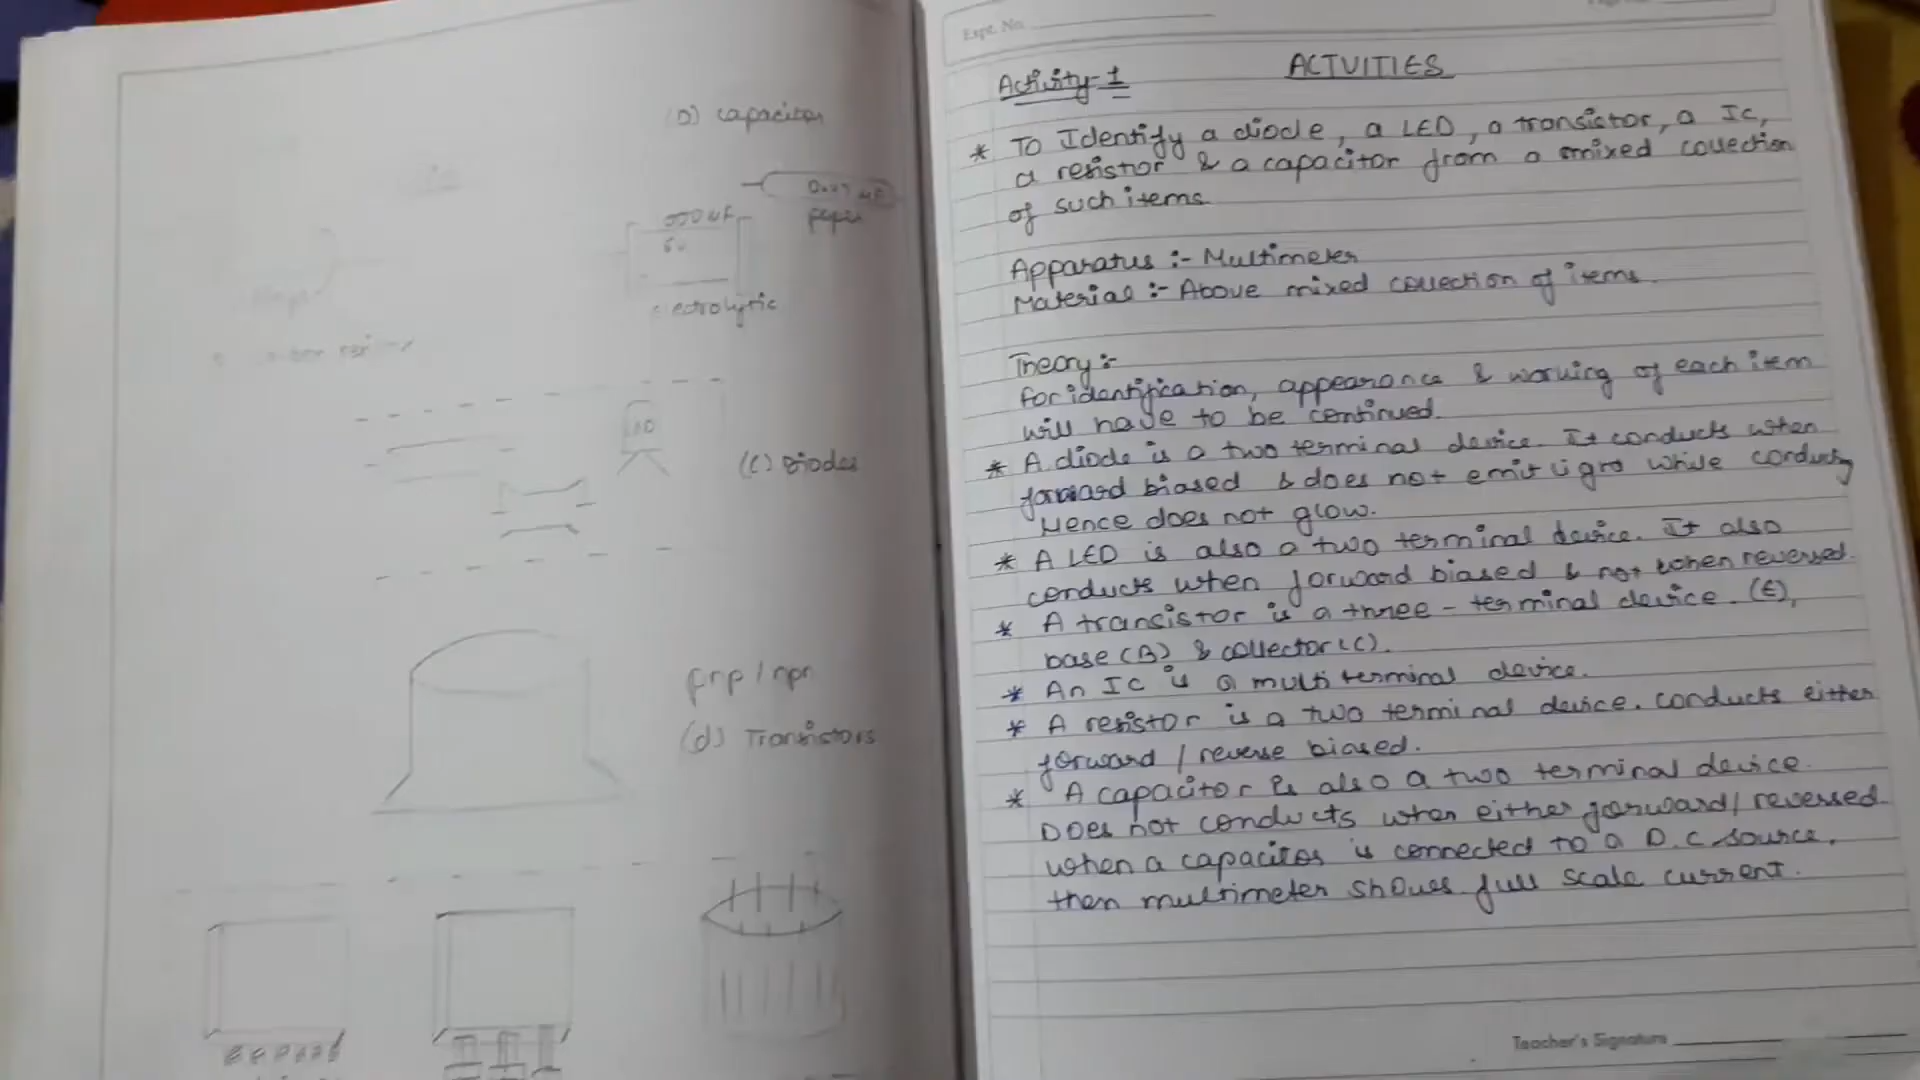 (D) capacitor
paper
6v
(c) Diodes
pnp / npn
(d) Transistors
Expt. No.
ACTVITIES
Activity-1
* To Identify a diode, a LED, a transistor, a Ic,
a resistor & a capacitor from a mixed collection
of such items
Apparatus :- Multimeter
Material :- Above mixed collection of items.
Theory :-
for identification, appearance & working of each item
will have to be continued.
* A diode is a two terminal device. It conducts when
forward biased & does not emit light while conducting
Hence does not glow.
* A LED is also a two terminal device. It also
conducts when forward biased & not when reversed.
* A transistor is a three - terminal device. (E),
base (B) & collector (C).
* An Ic is a multi terminal device.
* A resistor is a two terminal device. conducts either
forward / reverse biased.
* A capacitor is also a two terminal device.
Does not conducts when either forward / reversed.
when a capacitor is connected to a D.C source,
then multimeter shows full scale current.
Teacher's Signature